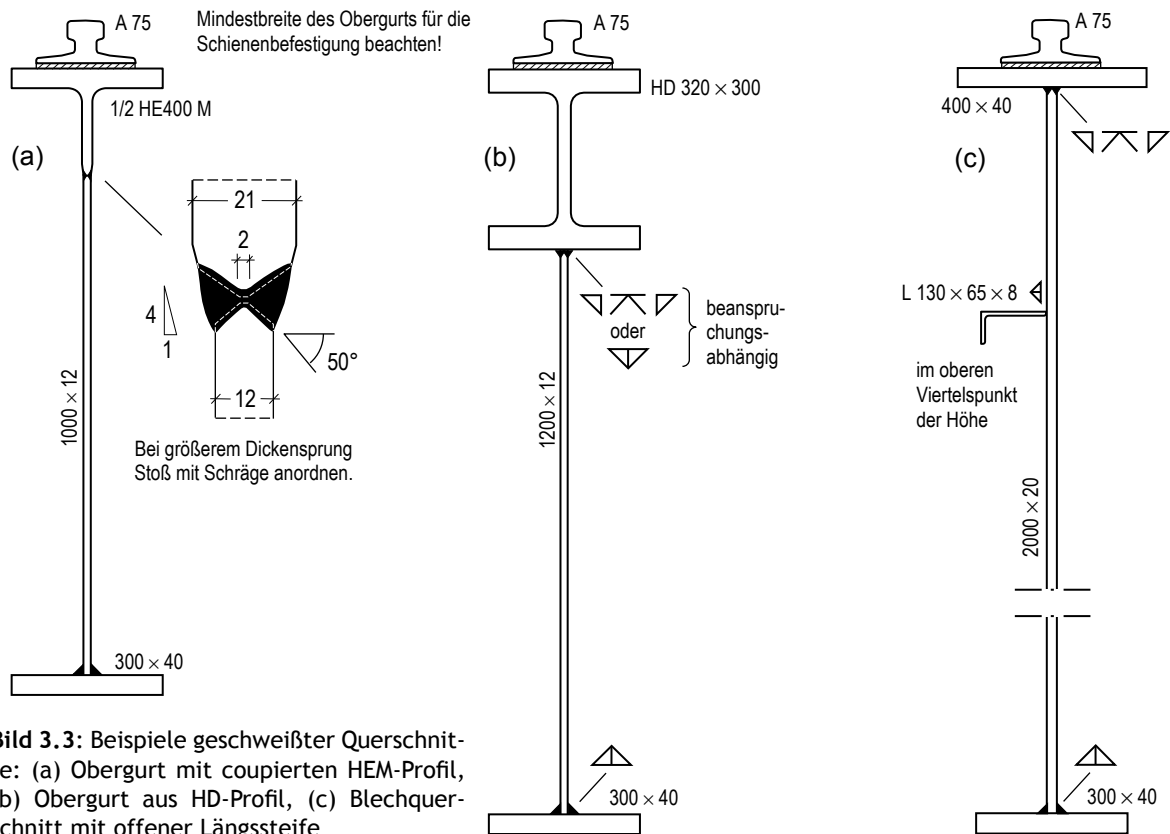 A 75
Mindestbreite des Obergurts für die
Schienenbefestigung beachten!
1/2 HE400 M
(a)
21
2
4
1
50°
12
1000 × 12
Bei größerem Dickensprung
Stoß mit Schräge anordnen.
300 × 40
A 75
HD 320 × 300
(b)
oder
beanspru-
chungs-
abhängig
1200 × 12
300 × 40
A 75
400 × 40
(c)
L 130 × 65 × 8
im oberen
Viertelspunkt
der Höhe
2000 × 20
300 × 40
Bild 3.3: Beispiele geschweißter Querschnit-
e: (a) Obergurt mit coupierten HEM-Profil,
b) Obergurt aus HD-Profil, (c) Blechquer-
chnitt mit offener Längssteife